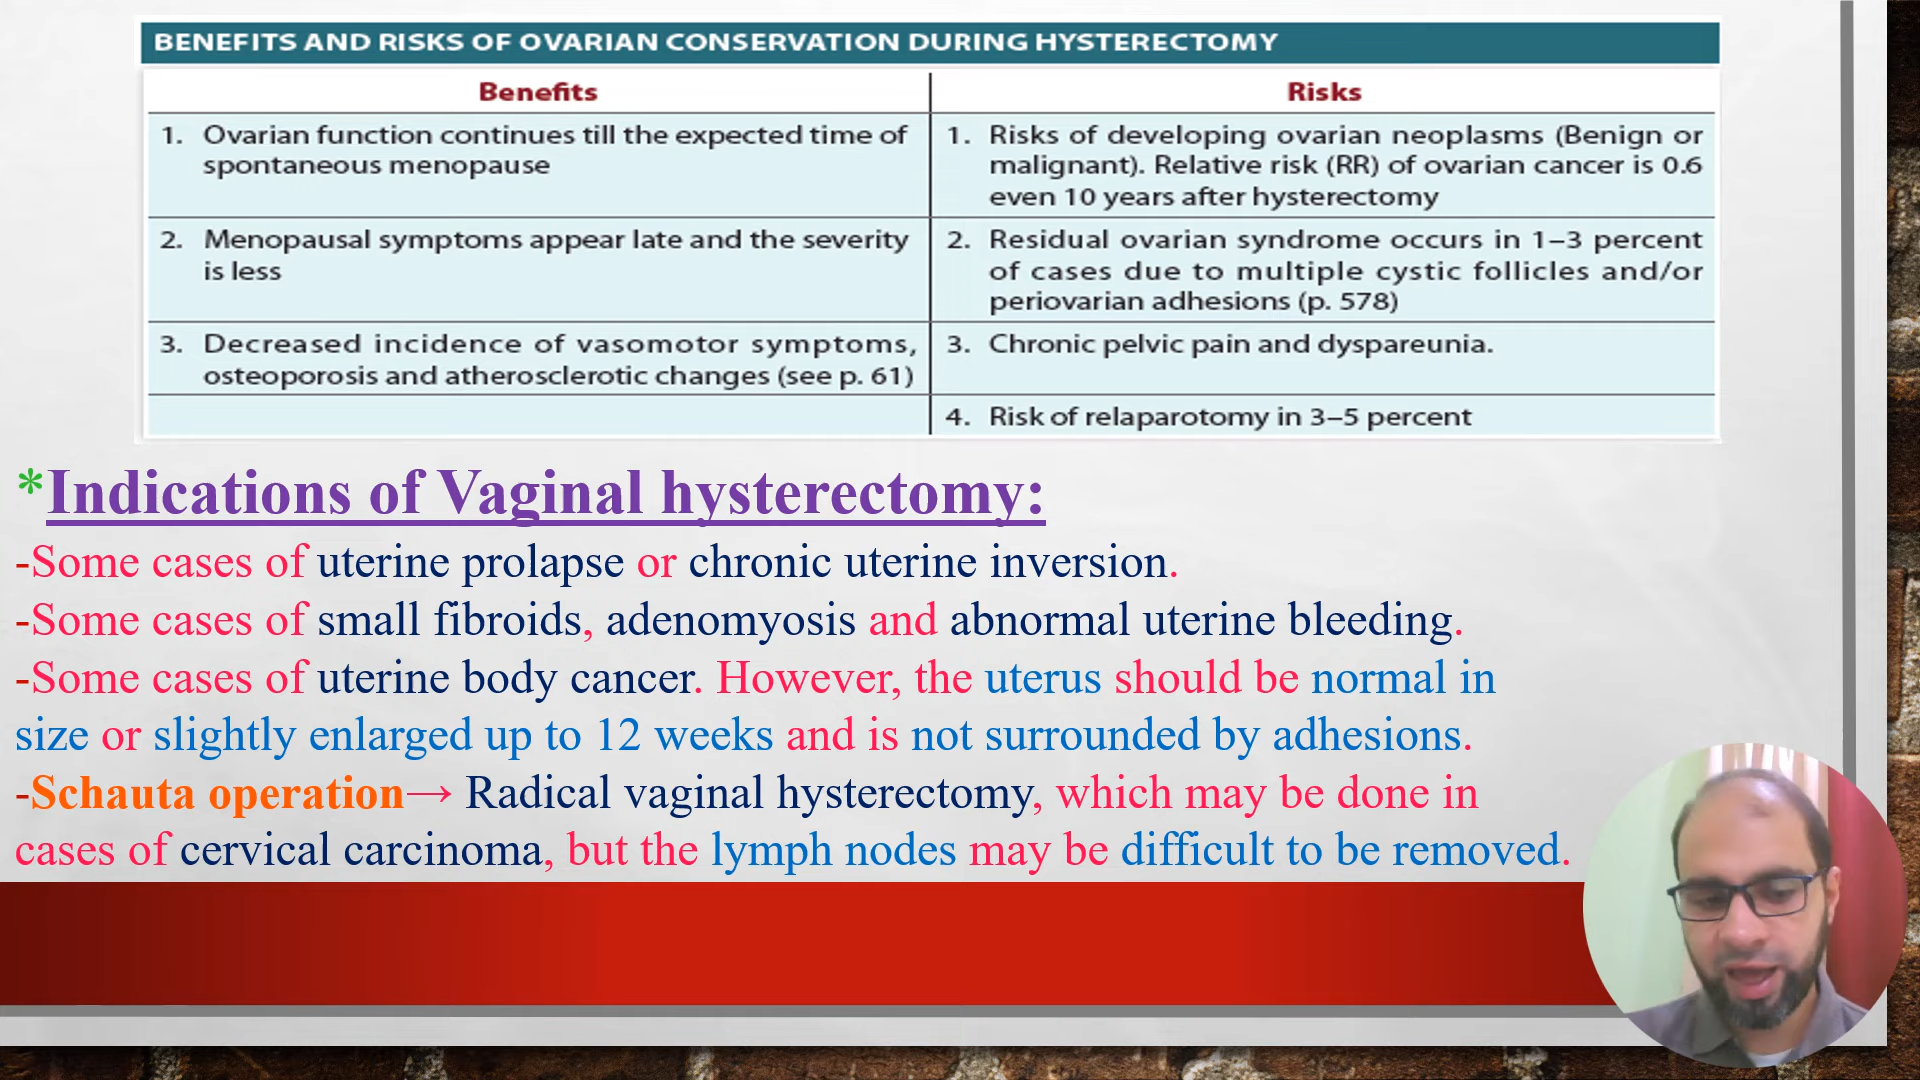 BENEFITS AND RISKS OF OVARIAN CONSERVATION DURING HYSTERECTOMY
Benefits
Risks
1. Ovarian function continues till the expected time of
spontaneous menopause
1. Risks of developing ovarian neoplasms (Benign or
malignant). Relative risk (RR) of ovarian cancer is 0.6
even 10 years after hysterectomy
2. Menopausal symptoms appear late and the severity
is less
2. Residual ovarian syndrome occurs in 1–3 percent
of cases due to multiple cystic follicles and/or
periovarian adhesions (p. 578)
3. Decreased incidence of vasomotor symptoms,
osteoporosis and atherosclerotic changes (see p. 61)
3. Chronic pelvic pain and dyspareunia.
4. Risk of relaparotomy in 3–5 percent
*Indications of Vaginal hysterectomy:
-Some cases of uterine prolapse or chronic uterine inversion.
-Some cases of small fibroids, adenomyosis and abnormal uterine bleeding.
-Some cases of uterine body cancer. However, the uterus should be normal in
size or slightly enlarged up to 12 weeks and is not surrounded by adhesions.
-Schauta operation→ Radical vaginal hysterectomy, which may be done in
cases of cervical carcinoma, but the lymph nodes may be difficult to be removed.